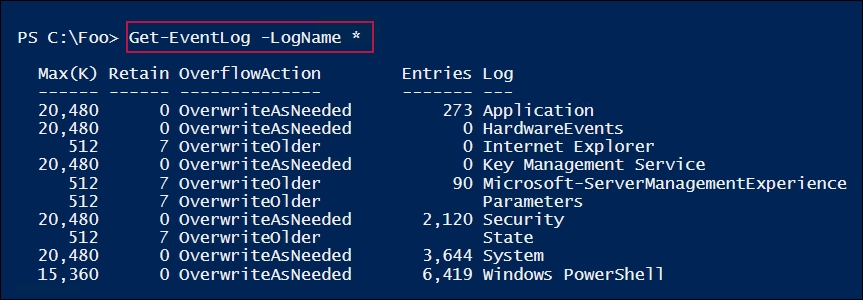 PS C:\Foo> Get-EventLog -LogName *
Max(K) Retain OverflowAction Entries Log
------ ------ -------------- ------- ---
20,480 0 OverwriteAsNeeded 273 Application
20,480 0 OverwriteAsNeeded 0 HardwareEvents
512 7 OverwriteOlder 0 Internet Explorer
20,480 0 OverwriteAsNeeded 0 Key Management Service
512 7 OverwriteOlder 90 Microsoft-ServerManagementExperience
512 7 OverwriteOlder Parameters
20,480 0 OverwriteAsNeeded 2,120 Security
512 7 OverwriteOlder State
20,480 0 OverwriteAsNeeded 3,644 System
15,360 0 OverwriteAsNeeded 6,419 Windows PowerShell